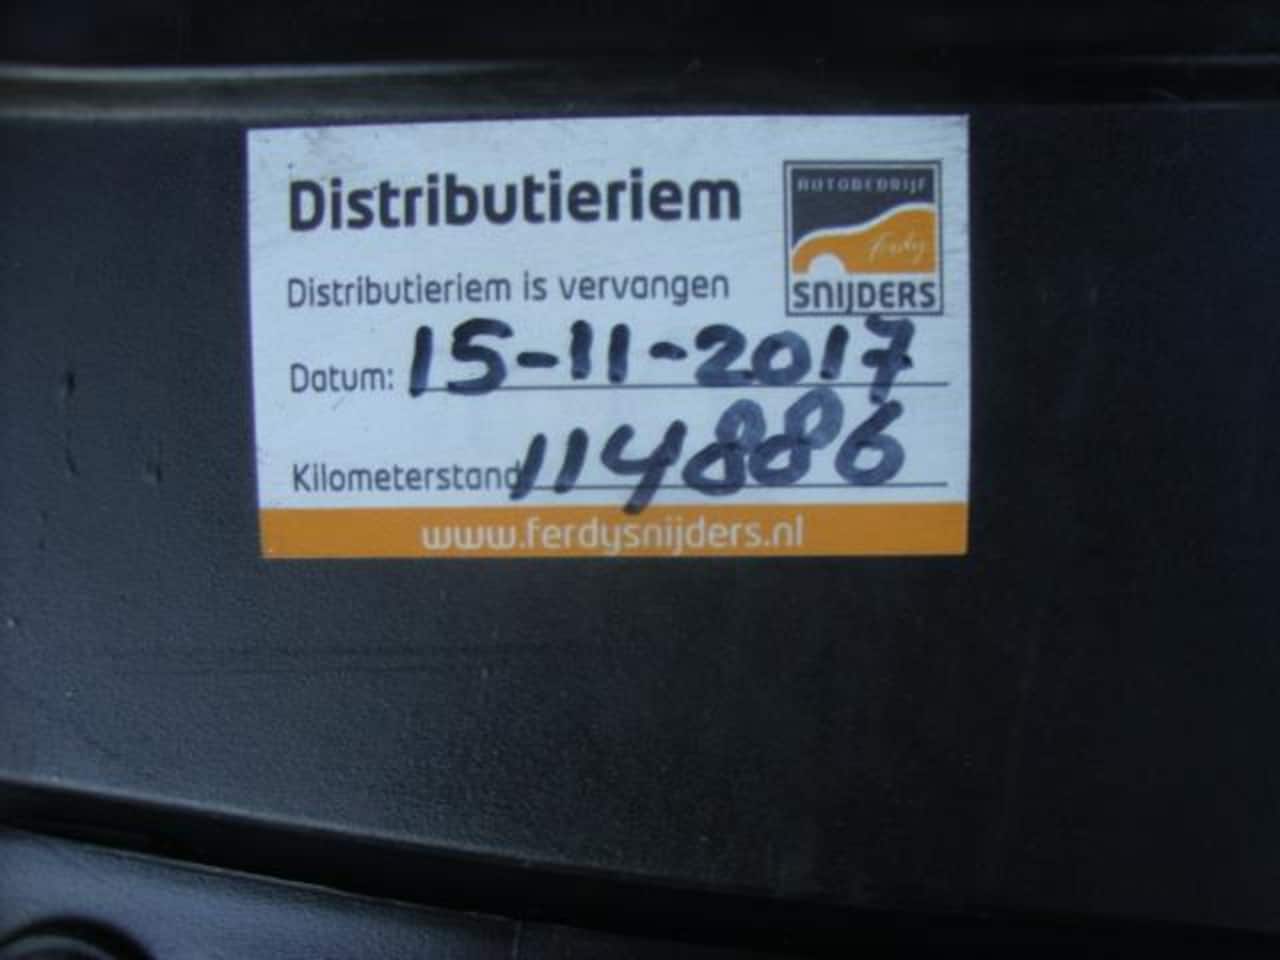 Distributieriem
AUTOBEDRIJF
Ferdy
SNIJDERS
Distributieriem is vervangen
Datum: 15-11-2017
Kilometerstand 114886
www.ferdysnijders.nl